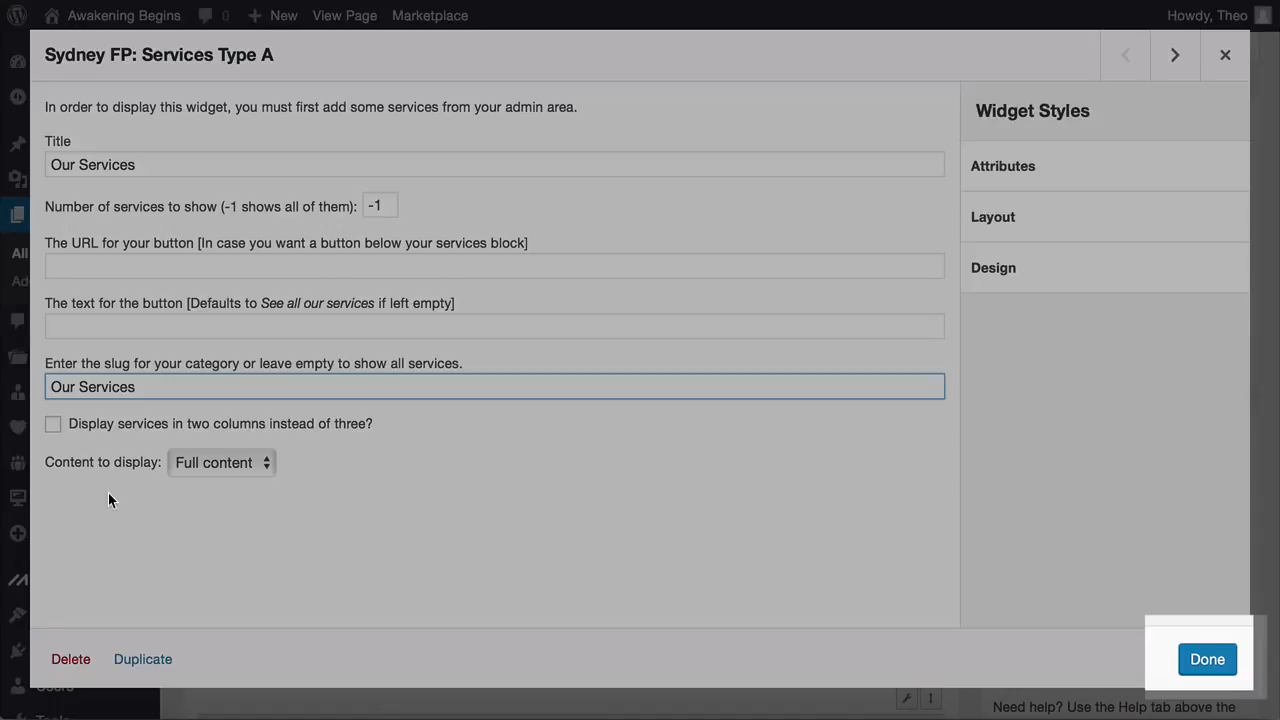 Awakening Begins 0 New View Page Marketplace Howdy, Theo
Sydney FP: Services Type A
In order to display this widget, you must first add some services from your admin area.
Title
Our Services
Number of services to show (-1 shows all of them): -1
The URL for your button [In case you want a button below your services block]
The text for the button [Defaults to See all our services if left empty]
Enter the slug for your category or leave empty to show all services.
Our Services
Display services in two columns instead of three?
Content to display: Full content
Widget Styles
Attributes
Layout
Design
All
Delete Duplicate Done
Users
Tools
Need help? Use the Help tab above the